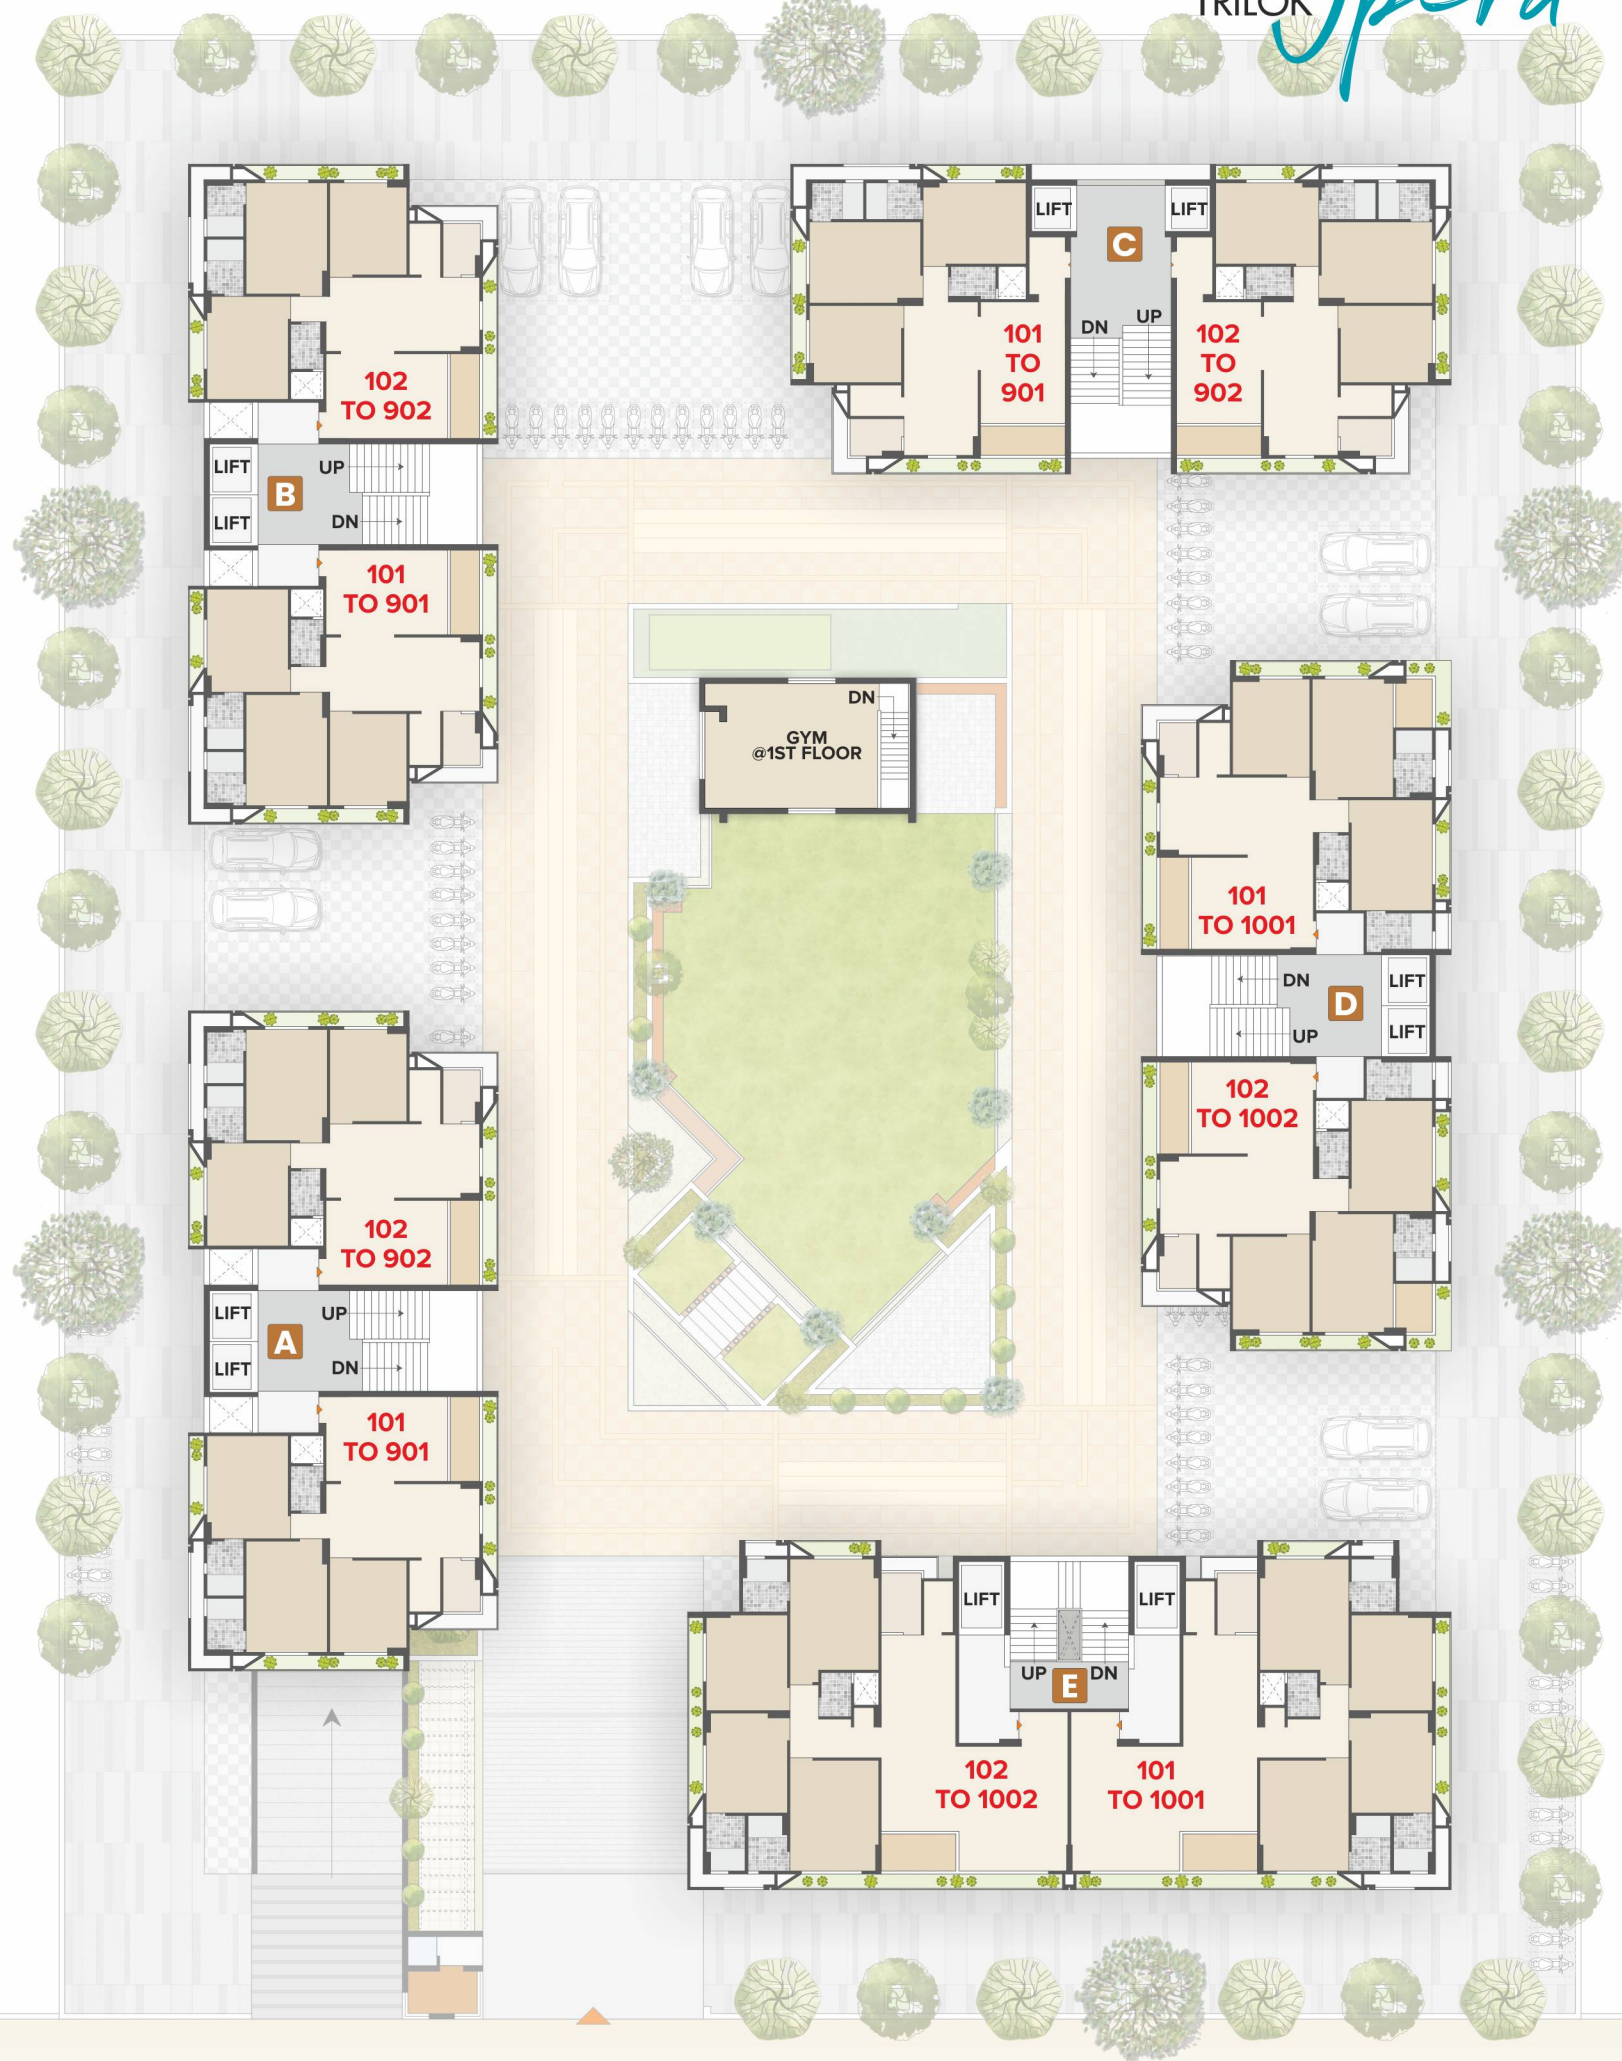 TRILOK
Opera
LIFT
LIFT
C
DN
UP
101
TO
901
102
TO
902
102
TO 902
LIFT
UP
B
LIFT
DN
101
TO 901
DN
GYM
@1ST FLOOR
101
TO 1001
DN
LIFT
D
UP
LIFT
102
TO 1002
102
TO 902
LIFT
UP
A
LIFT
DN
101
TO 901
LIFT
LIFT
UP
E
DN
102
TO 1002
101
TO 1001